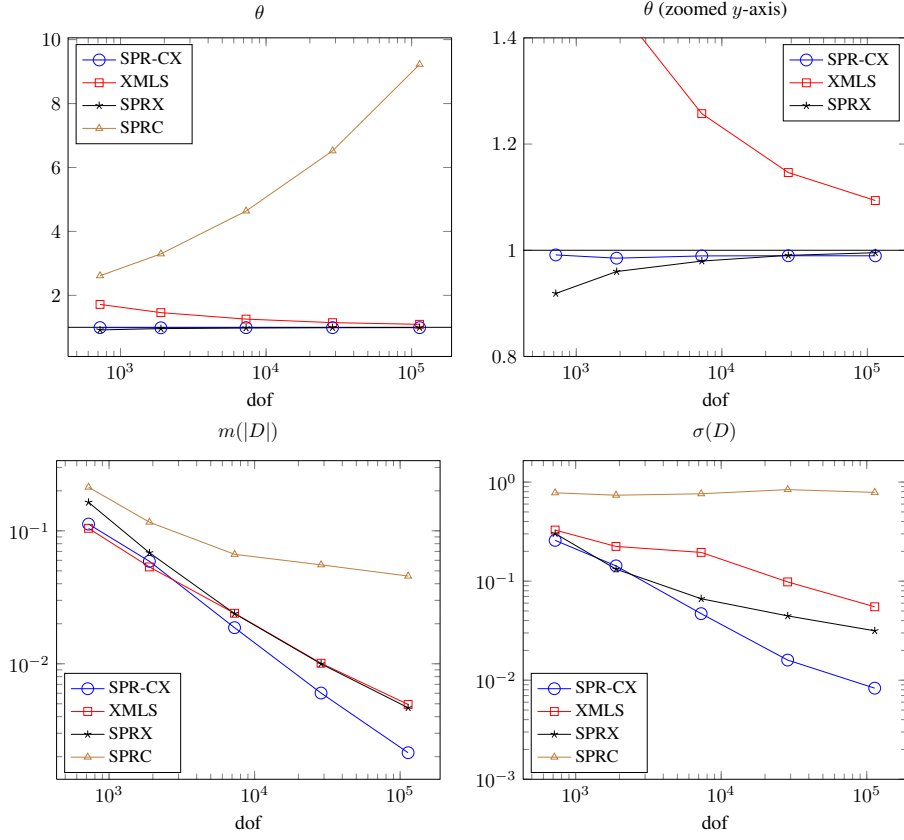 θ
10
8
6
4
2
10³
10⁴
10⁵
dof
SPR-CX
XMLS
SPRX
SPRC
θ (zoomed y-axis)
1.4
1.2
1
0.8
10³
10⁴
10⁵
dof
SPR-CX
XMLS
SPRX
m(|D|)
10⁻¹
10⁻²
10³
10⁴
10⁵
dof
SPR-CX
XMLS
SPRX
SPRC
σ(D)
10⁰
10⁻¹
10⁻²
10⁻³
10³
10⁴
10⁵
dof
SPR-CX
XMLS
SPRX
SPRC